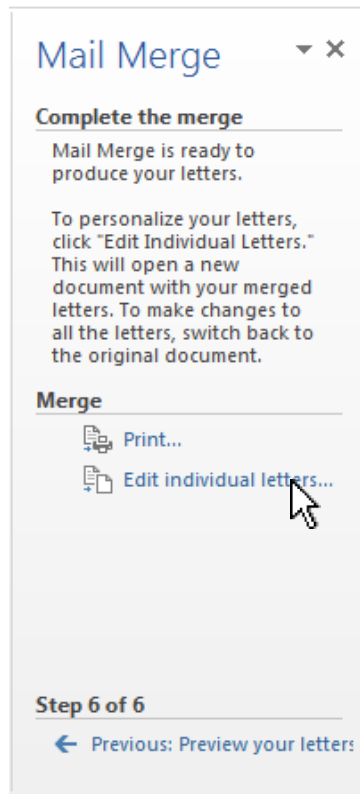 Mail Merge
Complete the merge
Mail Merge is ready to
produce your letters.
To personalize your letters,
click "Edit Individual Letters."
This will open a new
document with your merged
letters. To make changes to
all the letters, switch back to
the original document.
Merge
Print...
Edit individual letters...
Step 6 of 6
Previous: Preview your letters